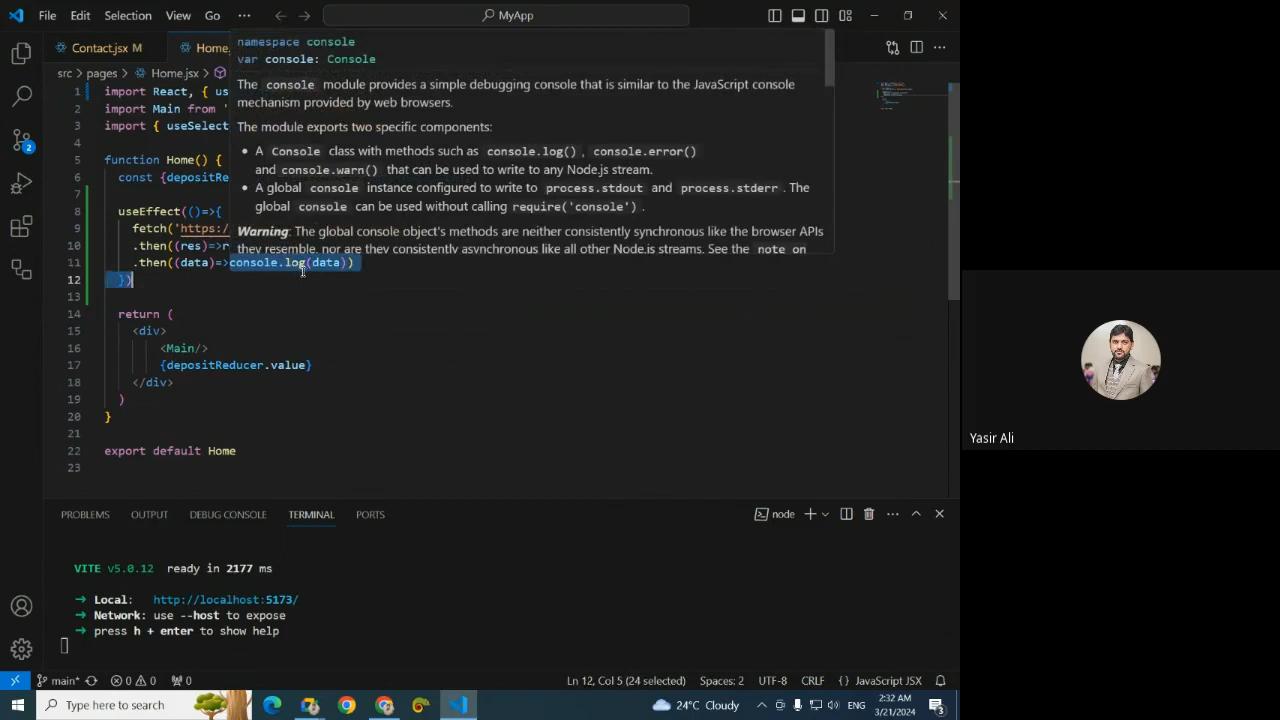 File Edit Selection View Go ··· MyApp
Contact.jsx M Home.
src > pages > Home.jsx >
namespace console
var console: Console
The console module provides a simple debugging console that is similar to the JavaScript console
mechanism provided by web browsers.
The module exports two specific components:
• A Console class with methods such as console.log() , console.error()
and console.warn() that can be used to write to any Node.js stream.
• A global console instance configured to write to process.stdout and process.stderr . The
global console can be used without calling require('console') .
Warning: The global console object's methods are neither consistently synchronous like the browser APIs
they resemble, nor are they consistently asynchronous like all other Node.js streams. See the note on
1 import React, { us
2 import Main from '
3 import { useSelect
4
5 function Home() {
6 const {depositRe
7
8 useEffect(()=>{
9 fetch('https:/
10 .then((res)=>r
11 .then((data)=>console.log(data))
12 })
13
14 return (
15 <div>
16 <Main/>
17 {depositReducer.value}
18 </div>
19 )
20 }
21
22 export default Home
23
2
PROBLEMS OUTPUT DEBUG CONSOLE TERMINAL PORTS node
VITE v5.0.12 ready in 2177 ms
➜ Local: http://localhost:5173/
➜ Network: use --host to expose
➜ press h + enter to show help
main* 0 0 0 Ln 12, Col 5 (24 selected) Spaces: 2 UTF-8 CRLF {} JavaScript JSX
Type here to search 24°C Cloudy ENG 2:32 AM
3/21/2024 3
Yasir Ali